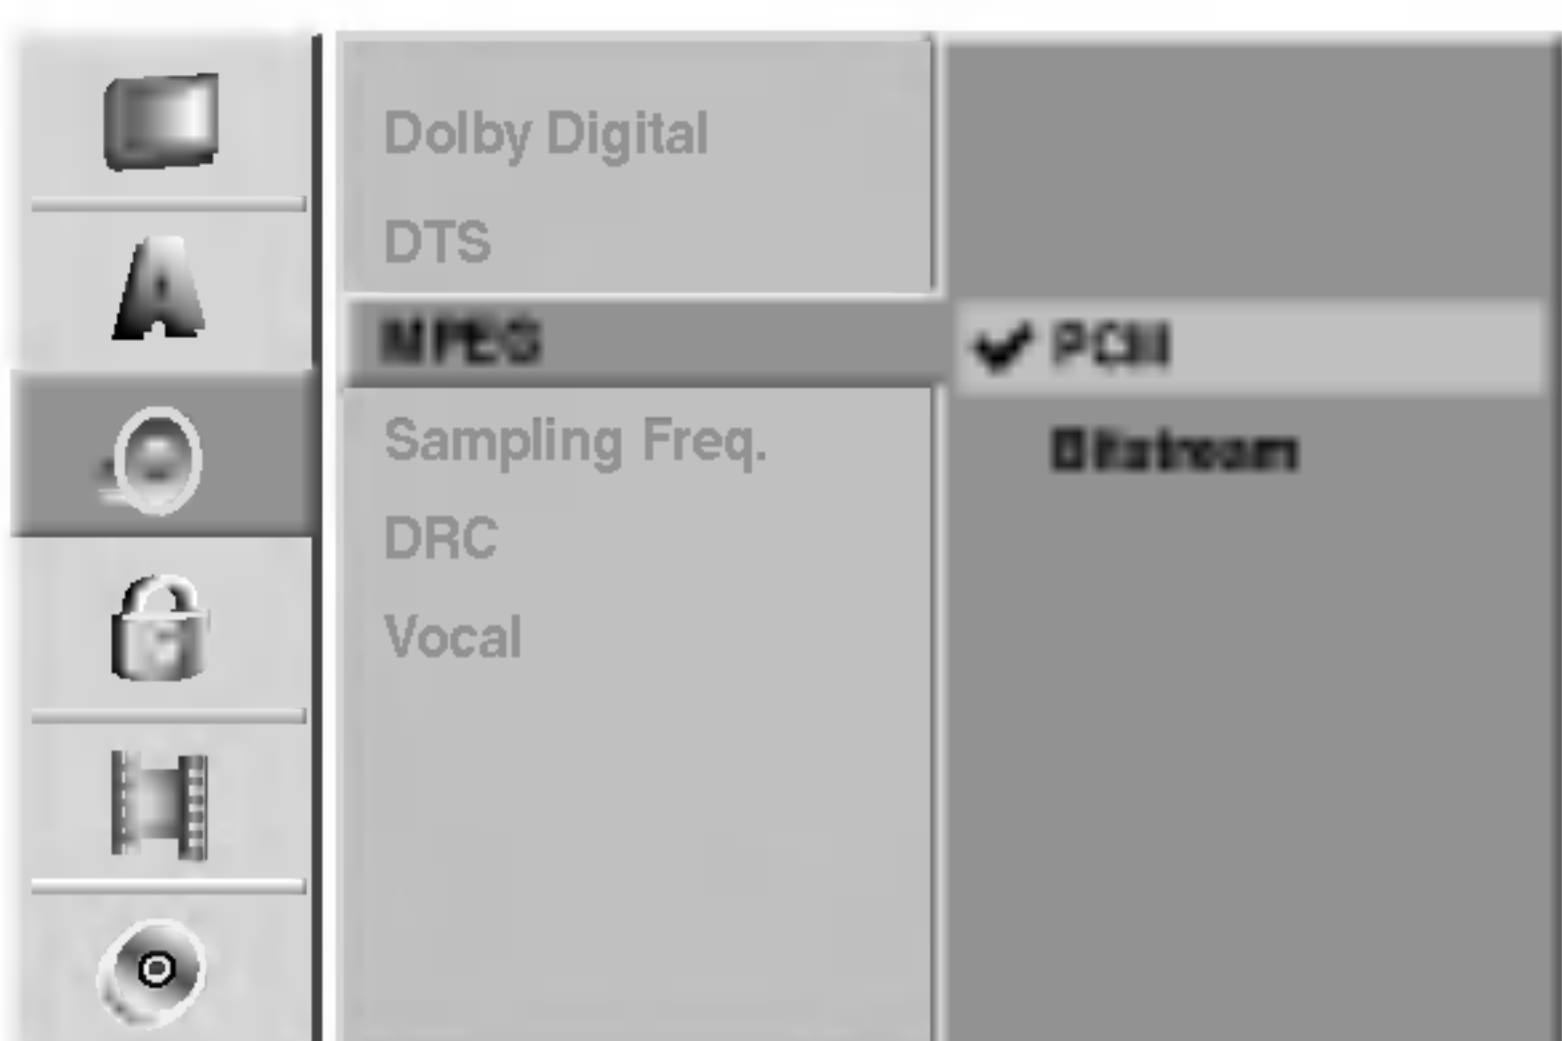 Dolby Digital
DTS
MPEG
PCM
Sampling Freq.
Bitstream
DRC
Vocal